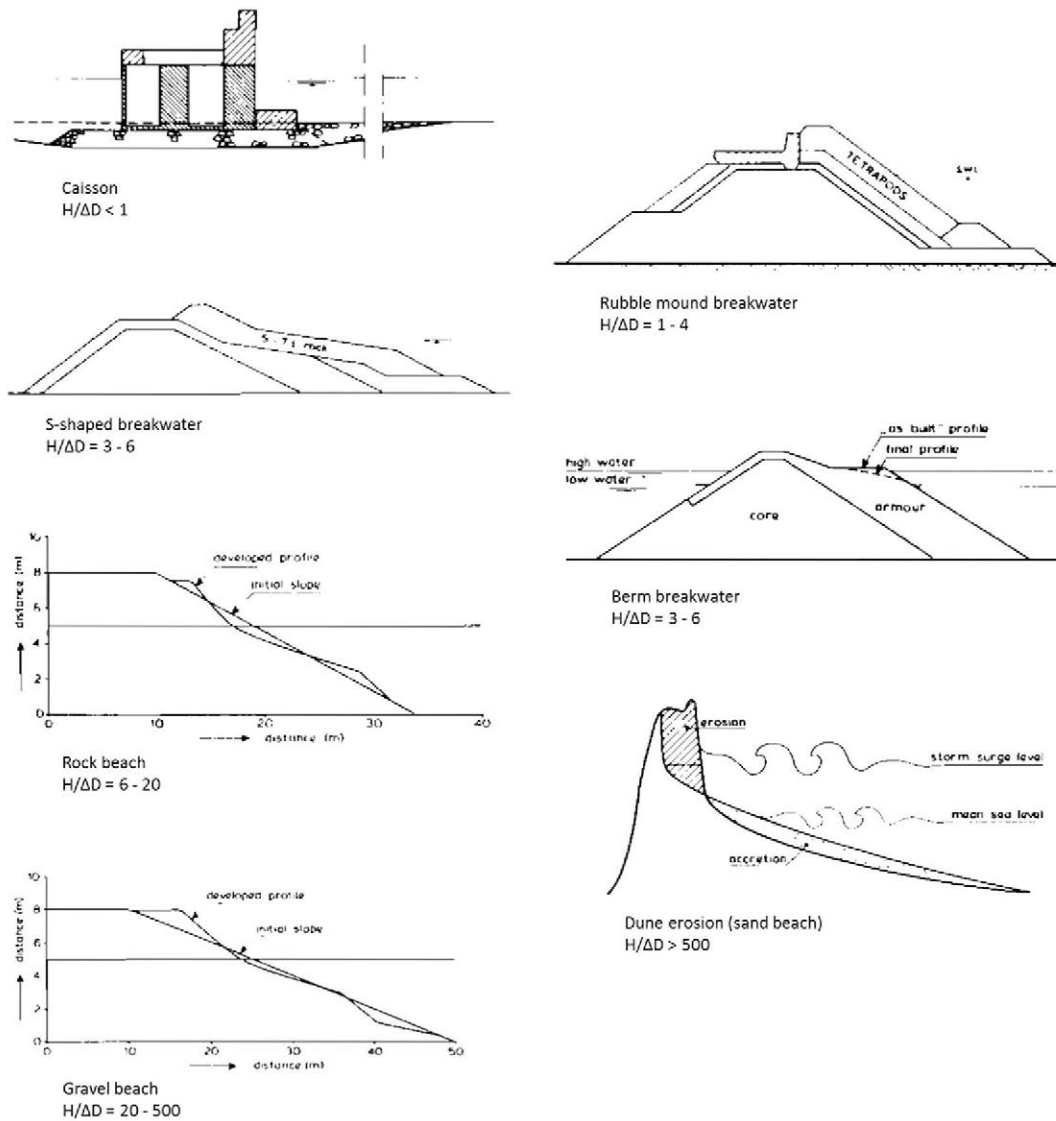 Caisson
H/ΔD < 1
TETRAPODS
SWL
Rubble mound breakwater
H/ΔD = 1 - 4
5 - 7 t rock
S-shaped breakwater
H/ΔD = 3 - 6
„as built" profile
final profile
high water
low water
core
armour
Berm breakwater
H/ΔD = 3 - 6
distance (m)
10
8
6
4
2
0
developed profile
initial slope
0
10
20
30
40
distance (m)
Rock beach
H/ΔD = 6 - 20
erosion
storm surge level
mean sea level
accretion
Dune erosion (sand beach)
H/ΔD > 500
distance (m)
10
8
6
4
2
0
developed profile
initial slope
0
10
20
30
40
50
distance (m)
Gravel beach
H/ΔD = 20 - 500